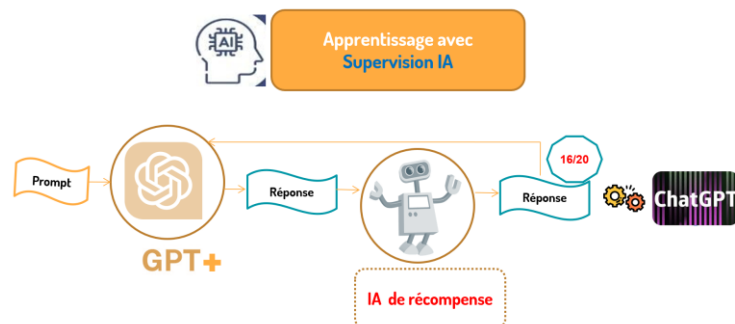 AI
Apprentissage avec
Supervision IA
16/20
Prompt
Réponse
Réponse
ChatGPT
GPT+
IA de récompense